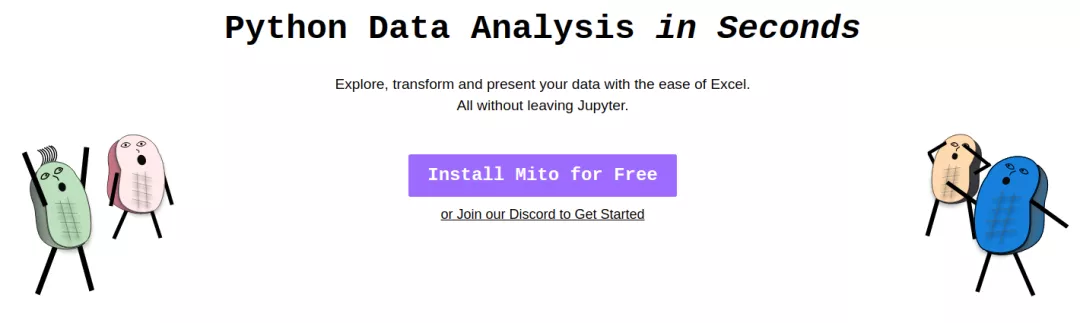 Python Data Analysis in Seconds
Explore, transform and present your data with the ease of Excel.
All without leaving Jupyter.
Install Mito for Free
or Join our Discord to Get Started